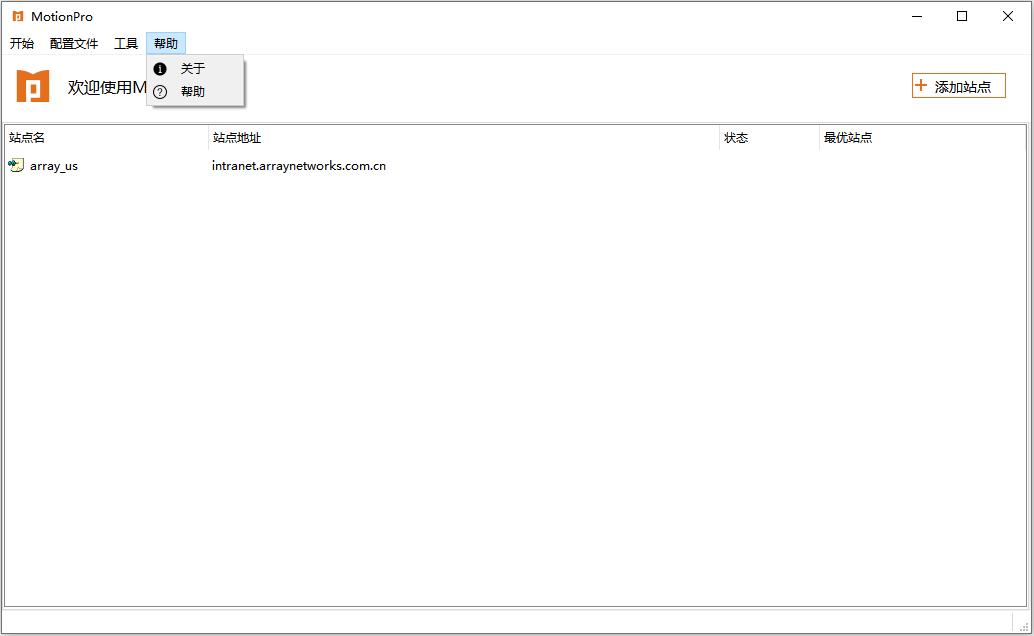 MotionPro
开始 配置文件 工具 帮助
关于
帮助
欢迎使用M
添加站点
站点名 站点地址 状态 最优站点
array_us intranet.arraynetworks.com.cn